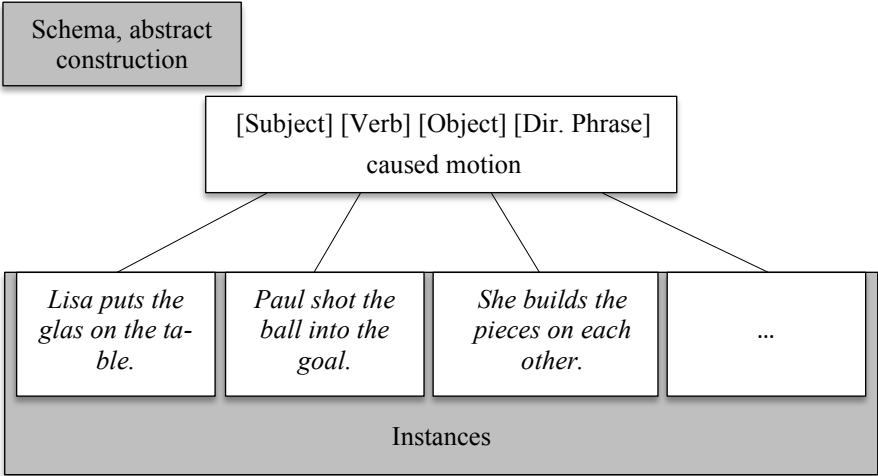 Schema, abstract
construction
[Subject] [Verb] [Object] [Dir. Phrase]
caused motion
Lisa puts the
glas on the ta-
ble.
Paul shot the
ball into the
goal.
She builds the
pieces on each
other.
...
Instances